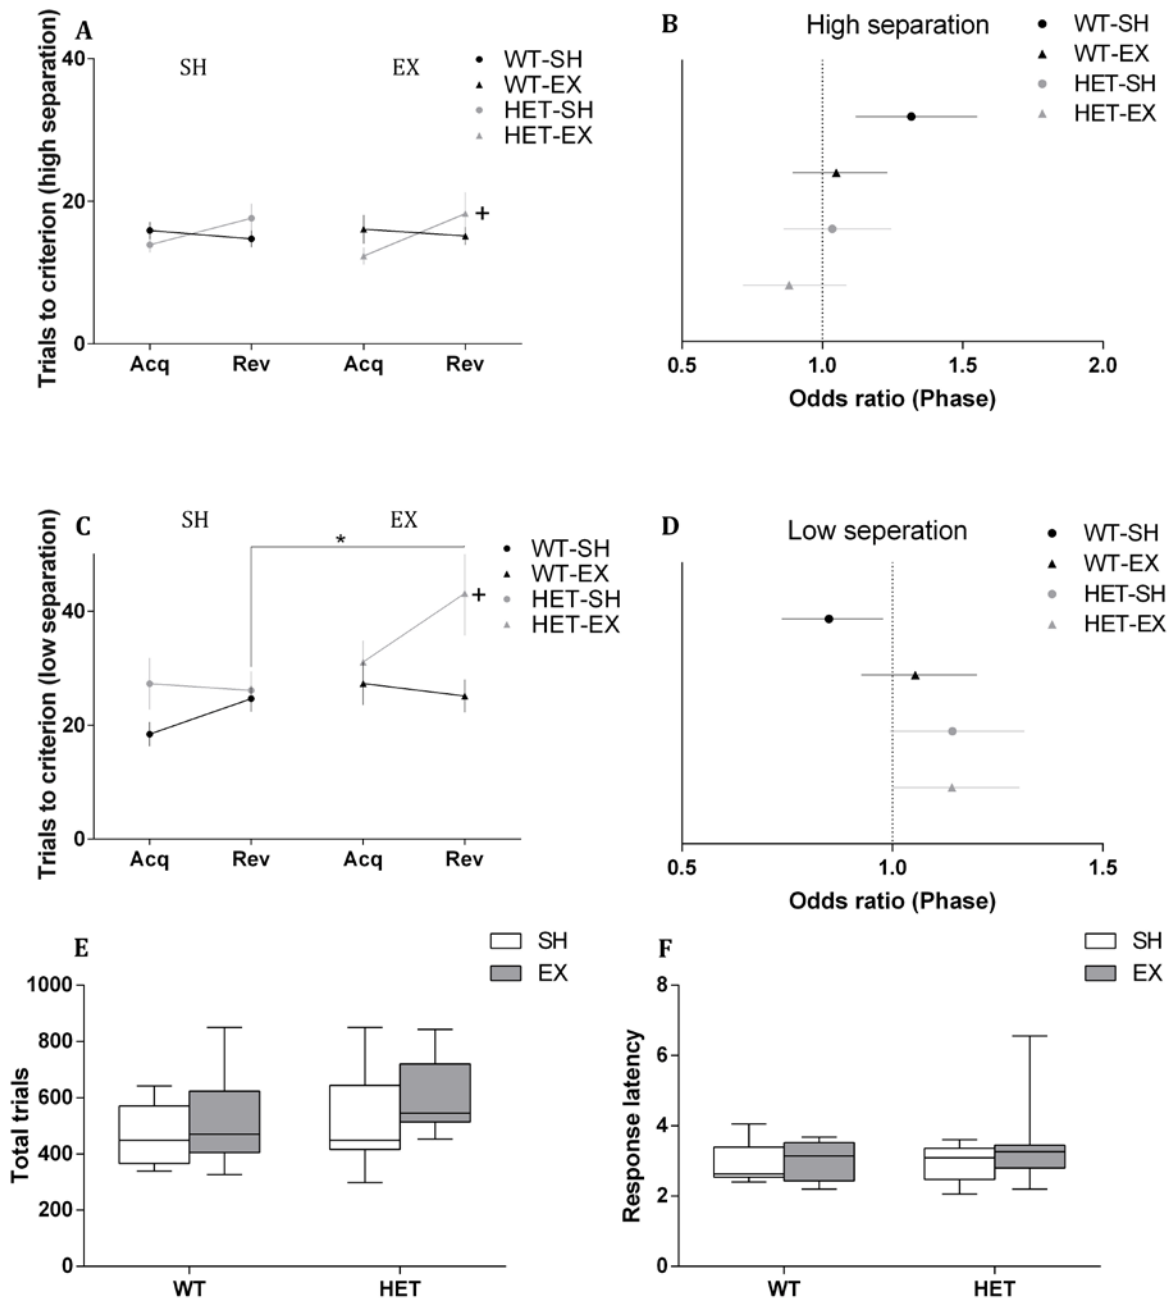 A
Trials to criterion (high separation)
40
20
0
SH
EX
WT-SH
WT-EX
HET-SH
HET-EX
+
Acq
Rev
Acq
Rev
B
High separation
WT-SH
WT-EX
HET-SH
HET-EX
0.5
1.0
1.5
2.0
Odds ratio (Phase)
C
Trials to criterion (low separation)
40
20
0
SH
EX
*
WT-SH
WT-EX
HET-SH
HET-EX
+
Acq
Rev
Acq
Rev
D
Low seperation
WT-SH
WT-EX
HET-SH
HET-EX
0.5
1.0
1.5
Odds ratio (Phase)
E
SH
EX
Total trials
1000
800
600
400
200
0
WT
HET
F
SH
EX
Response latency
8
6
4
2
0
WT
HET